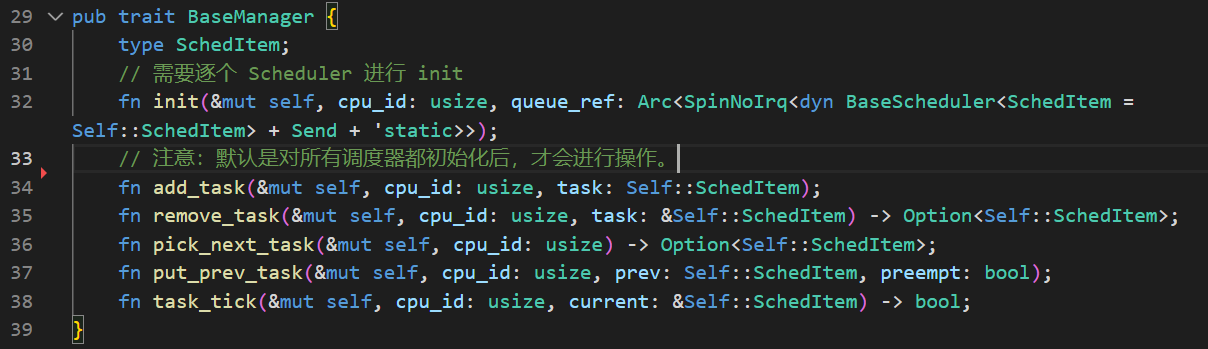 29 pub trait BaseManager {
30     type SchedItem;
31     // 需要逐个 Scheduler 进行 init
32     fn init(&mut self, cpu_id: usize, queue_ref: Arc<SpinNoIrq<dyn BaseScheduler<SchedItem =
Self::SchedItem> + Send + 'static>>);
33     // 注意：默认是对所有调度器都初始化后，才会进行操作。
34     fn add_task(&mut self, cpu_id: usize, task: Self::SchedItem);
35     fn remove_task(&mut self, cpu_id: usize, task: &Self::SchedItem) -> Option<Self::SchedItem>;
36     fn pick_next_task(&mut self, cpu_id: usize) -> Option<Self::SchedItem>;
37     fn put_prev_task(&mut self, cpu_id: usize, prev: Self::SchedItem, preempt: bool);
38     fn task_tick(&mut self, cpu_id: usize, current: &Self::SchedItem) -> bool;
39 }